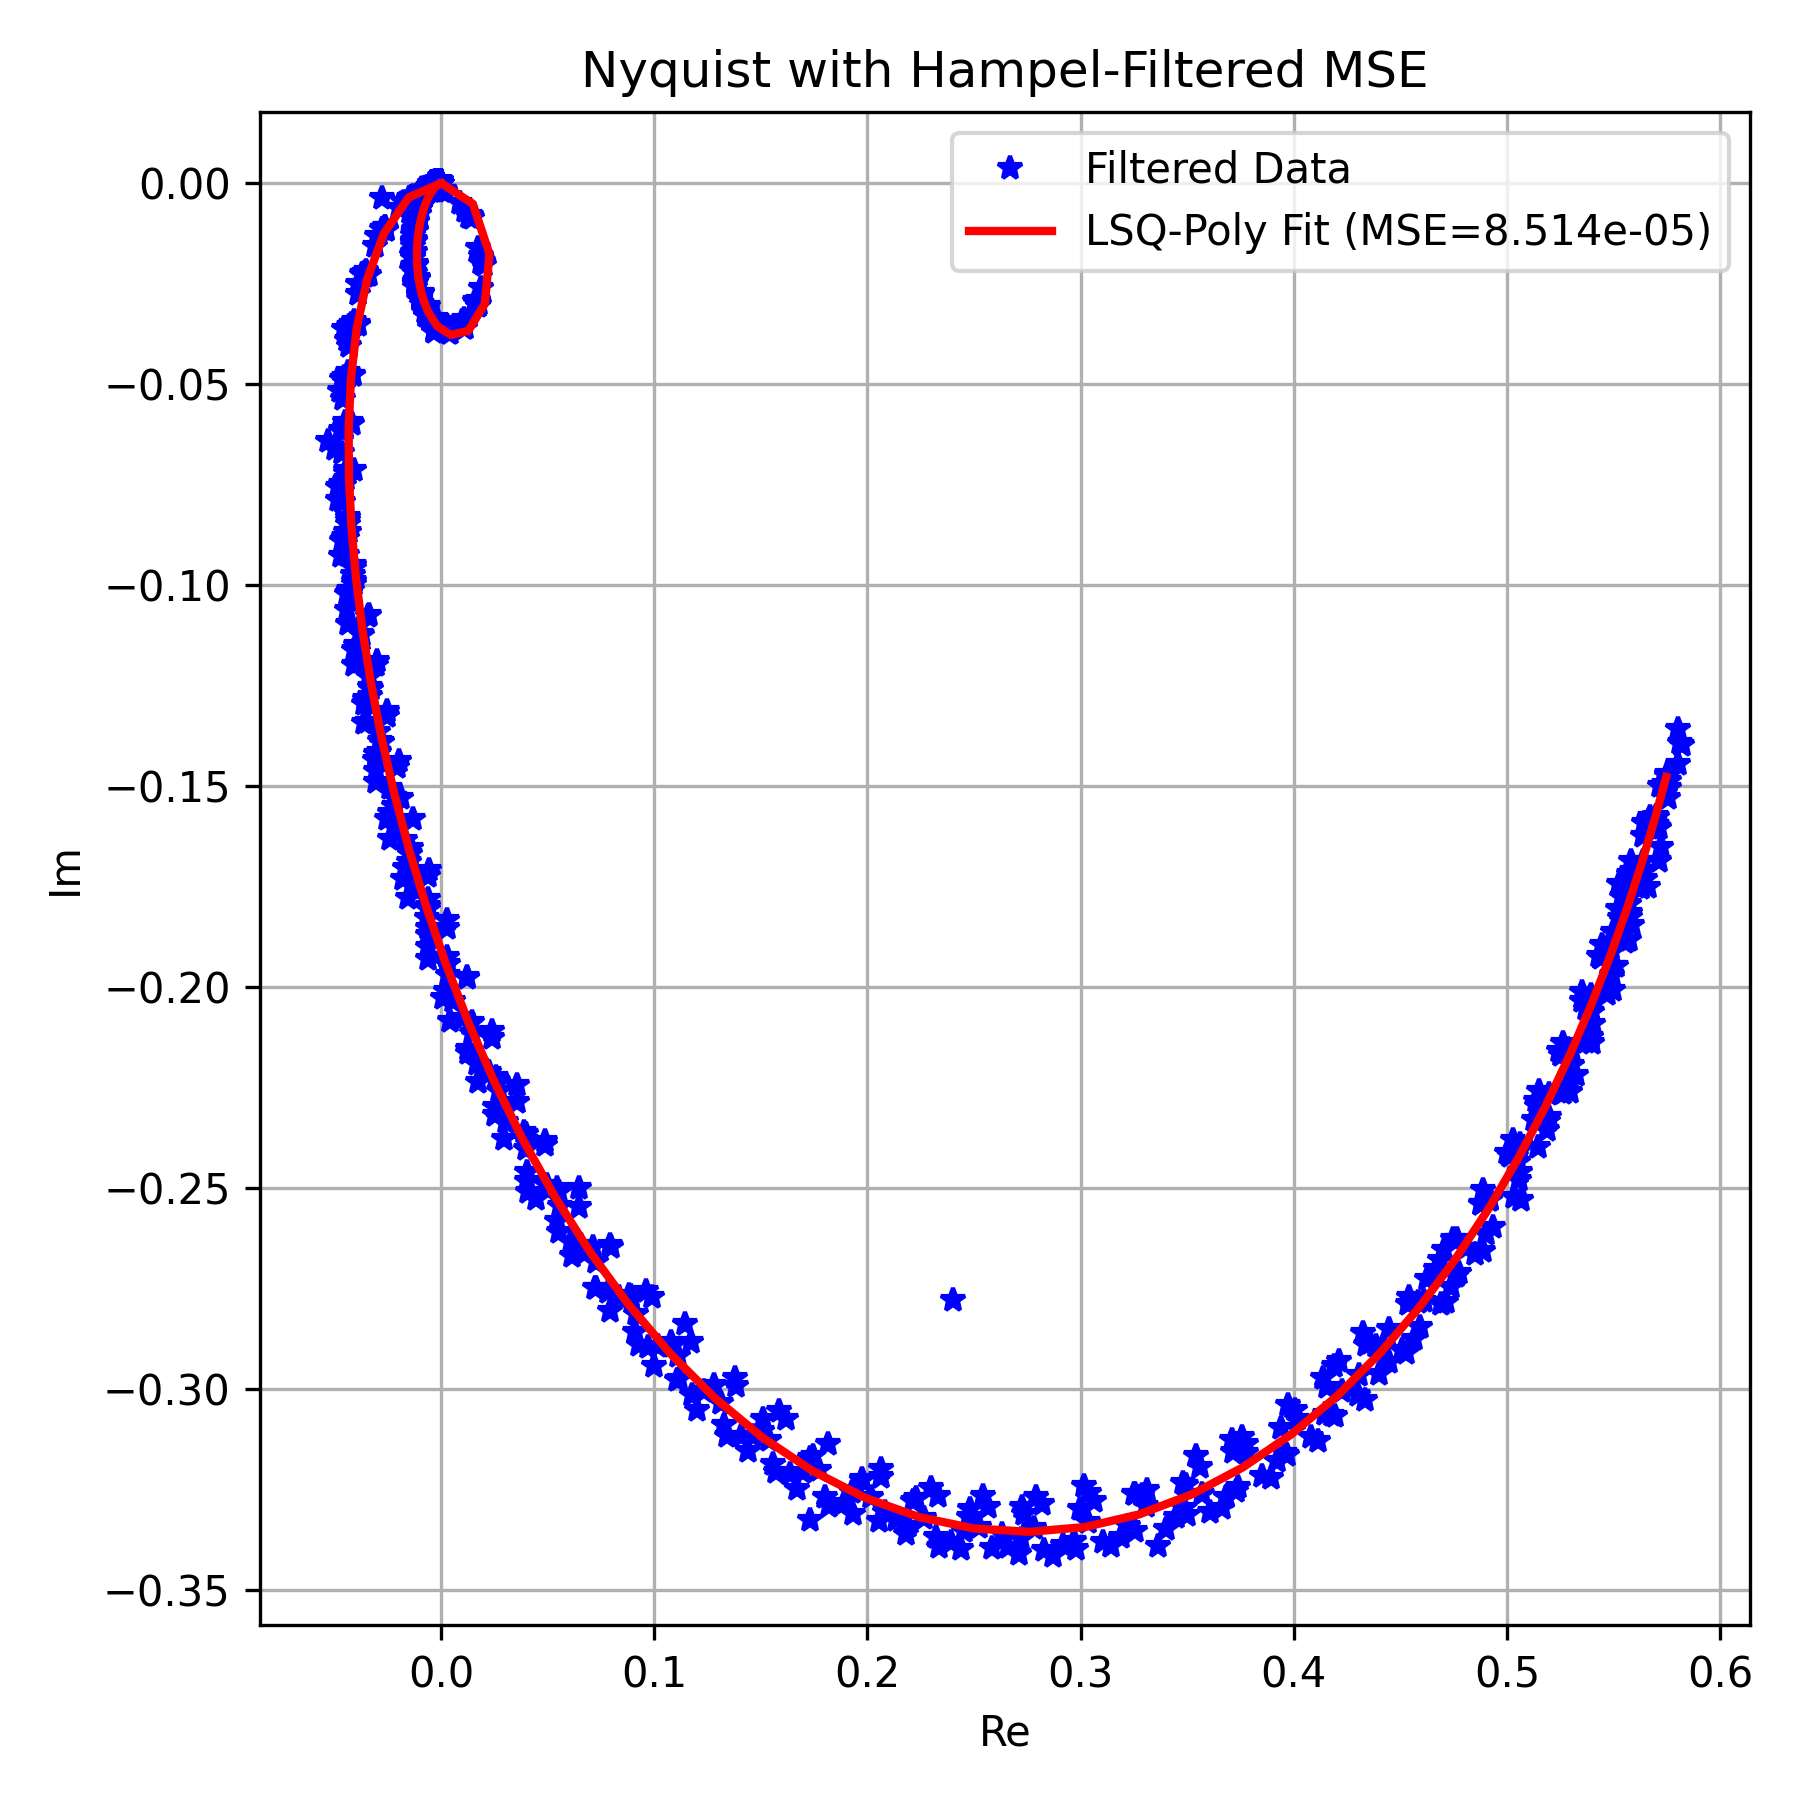 Nyquist with Hampel-Filtered MSE
Filtered Data
LSQ-Poly Fit (MSE=8.514e-05)
0.00
−0.05
−0.10
−0.15
−0.20
−0.25
−0.30
−0.35
Im
0.0 0.1 0.2 0.3 0.4 0.5 0.6
Re